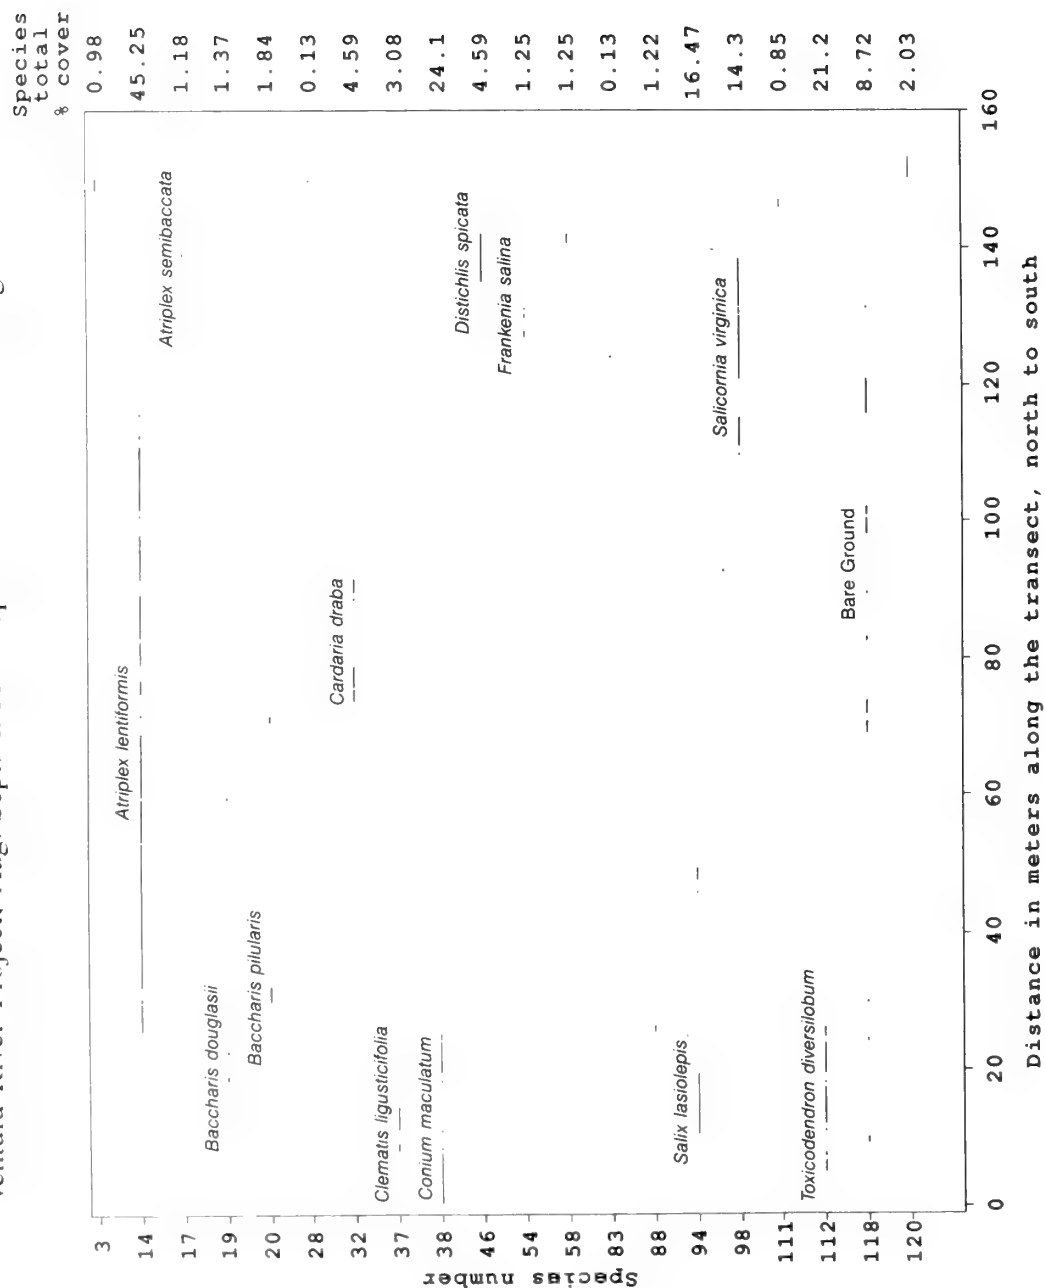 Species
total
% cover
0.98
45.25
1.18
1.37
1.84
0.13
4.59
3.08
24.1
4.59
1.25
1.25
0.13
1.22
16.47
14.3
0.85
21.2
8.72
2.03
Atriplex lentiformis
Atriplex semibaccata
Baccharis douglasii
Baccharis pilularis
Cardaria draba
Clematis ligusticifolia
Conium maculatum
Distichlis spicata
Frankenia salina
Salix lasiolepis
Salicornia virginica
Toxicodendron diversilobum
Bare Ground
Species number
3
14
17
19
20
28
32
37
38
46
54
58
83
88
94
98
111
112
118
120
0 20 40 60 80 100 120 140 160
Distance in meters along the transect, north to south